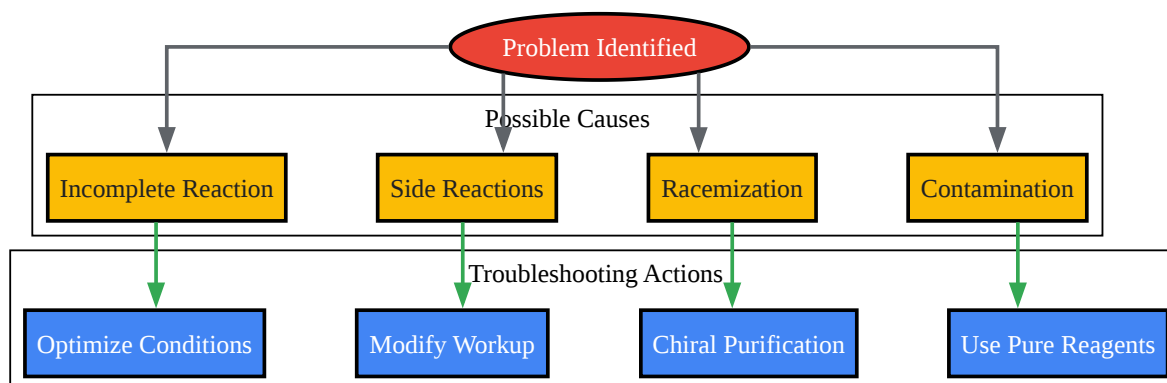 Problem Identified
Possible Causes
Incomplete Reaction
Side Reactions
Racemization
Contamination
Troubleshooting Actions
Optimize Conditions
Modify Workup
Chiral Purification
Use Pure Reagents